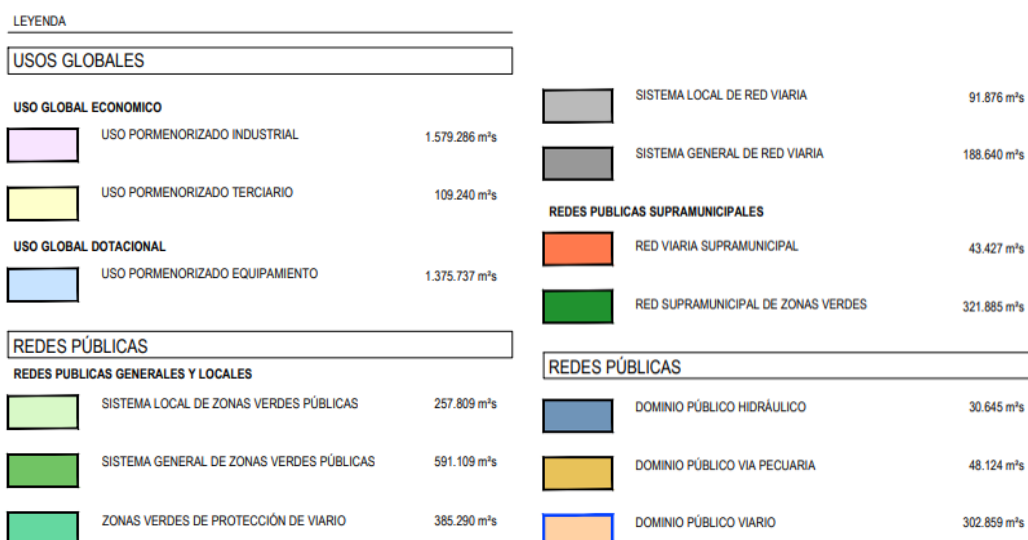 LEYENDA
USOS GLOBALES
USO GLOBAL ECONOMICO
USO PORMENORIZADO INDUSTRIAL 1.579.286 m²s
USO PORMENORIZADO TERCIARIO 109.240 m²s
USO GLOBAL DOTACIONAL
USO PORMENORIZADO EQUIPAMIENTO 1.375.737 m²s
REDES PÚBLICAS
REDES PUBLICAS GENERALES Y LOCALES
SISTEMA LOCAL DE ZONAS VERDES PÚBLICAS 257.809 m²s
SISTEMA GENERAL DE ZONAS VERDES PÚBLICAS 591.109 m²s
ZONAS VERDES DE PROTECCIÓN DE VIARIO 385.290 m²s
SISTEMA LOCAL DE RED VIARIA 91.876 m²s
SISTEMA GENERAL DE RED VIARIA 188.640 m²s
REDES PUBLICAS SUPRAMUNICIPALES
RED VIARIA SUPRAMUNICIPAL 43.427 m²s
RED SUPRAMUNICIPAL DE ZONAS VERDES 321.885 m²s
REDES PÚBLICAS
DOMINIO PÚBLICO HIDRÁULICO 30.645 m²s
DOMINIO PÚBLICO VIA PECUARIA 48.124 m²s
DOMINIO PÚBLICO VIARIO 302.859 m²s